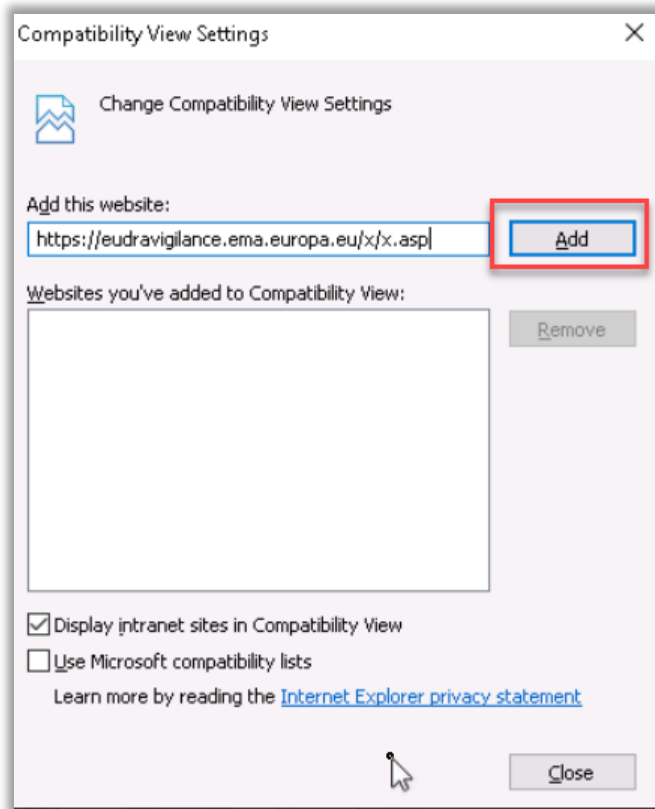 Compatibility View Settings
Change Compatibility View Settings
Add this website:
https://eudravigilance.ema.europa.eu/x/x.asp
Add
Websites you've added to Compatibility View:
Remove
Display intranet sites in Compatibility View
Use Microsoft compatibility lists
Learn more by reading the Internet Explorer privacy statement
Close